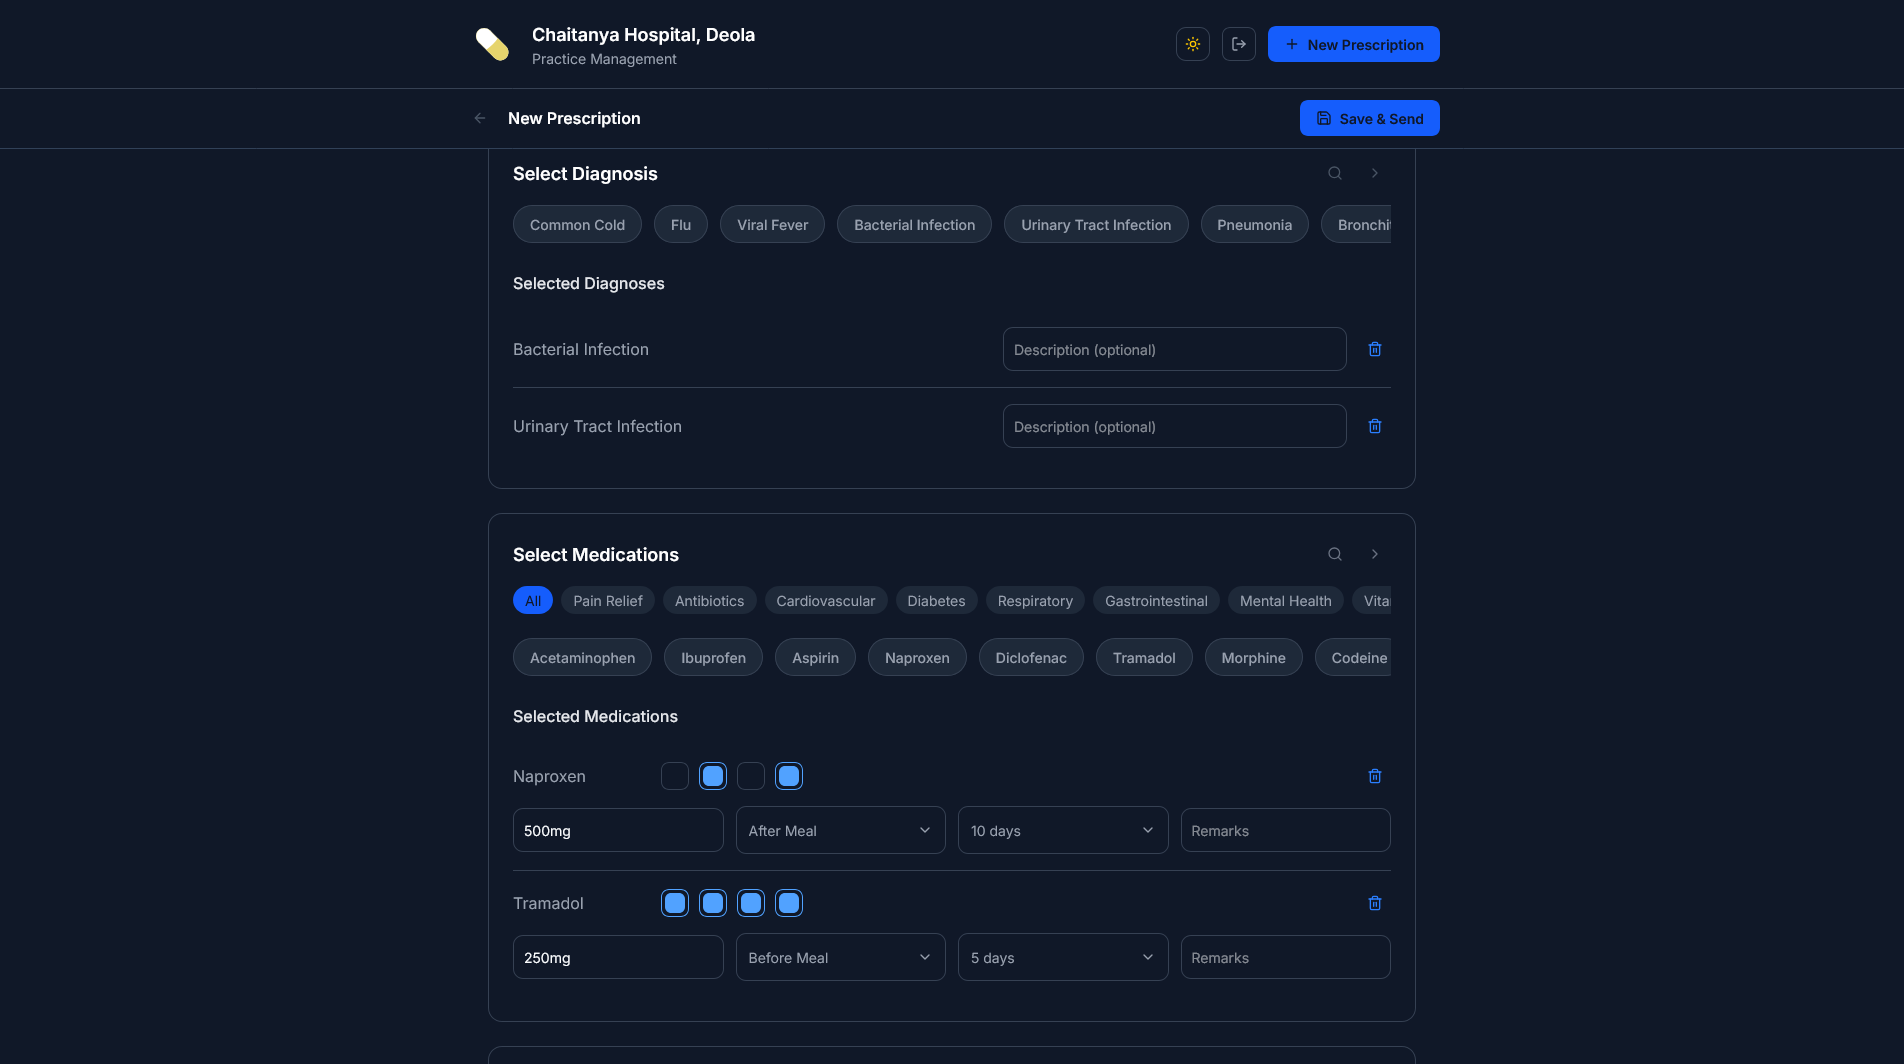 Chaitanya Hospital, Deola
Practice Management
New Prescription
New Prescription
Save & Send
Select Diagnosis
Common Cold Flu Viral Fever Bacterial Infection Urinary Tract Infection Pneumonia Bronchit
Selected Diagnoses
Bacterial Infection Description (optional)
Urinary Tract Infection Description (optional)
Select Medications
All Pain Relief Antibiotics Cardiovascular Diabetes Respiratory Gastrointestinal Mental Health Vita
Acetaminophen Ibuprofen Aspirin Naproxen Diclofenac Tramadol Morphine Codeine
Selected Medications
Naproxen
500mg After Meal 10 days Remarks
Tramadol
250mg Before Meal 5 days Remarks